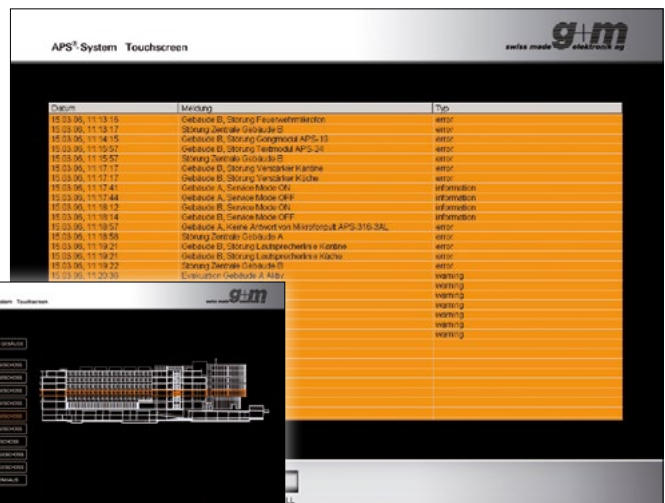 APS®-System Touchscreen
swiss made g+m elektronik ag
Datum Meldung Typ
15.03.06, 11:13:16 Gebäude B, Störung Feuerwehrmikrofon error
15.03.06, 11:13:17 Störung Zentrale Gebäude B error
15.03.06, 11:14:15 Gebäude B, Störung Gongmodul APS-13 error
15.03.06, 11:15:57 Gebäude B, Störung Textmodul APS-24 error
15.03.06, 11:15:57 Störung Zentrale Gebäude B error
15.03.06, 11:17:17 Gebäude B, Störung Verstärker Kantine error
15.03.06, 11:17:17 Gebäude B, Störung Verstärker Küche error
15.03.06, 11:17:41 Gebäude A, Service Mode ON information
15.03.06, 11:17:44 Gebäude A, Service Mode OFF information
15.03.06, 11:18:12 Gebäude B, Service Mode ON information
15.03.06, 11:18:14 Gebäude B, Service Mode OFF information
15.03.06, 11:18:57 Gebäude A, Keine Antwort von Mikrofonpult APS-316-3AL error
15.03.06, 11:18:58 Störung Zentrale Gebäude A error
15.03.06, 11:19:21 Gebäude B, Störung Lautsprecherlinie Kantine error
15.03.06, 11:19:21 Gebäude B, Störung Lautsprecherlinie Küche error
15.03.06, 11:19:22 Störung Zentrale Gebäude B error
15.03.06, 11:20:36 Evakuation Gebäude A Aktiv warning
warning
warning
warning
warning
warning
warning
Touchscreen
g+m
GEBÄUDE